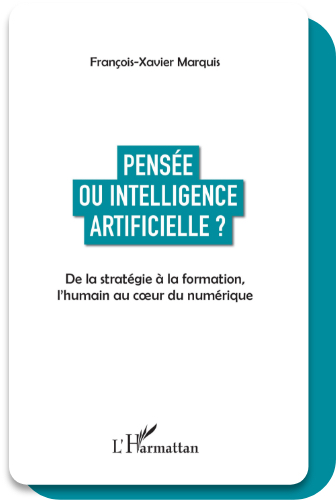 François-Xavier Marquis
PENSÉE
OU INTELLIGENCE
ARTIFICIELLE ?
De la stratégie à la formation,
l'humain au cœur du numérique
L'Harmattan